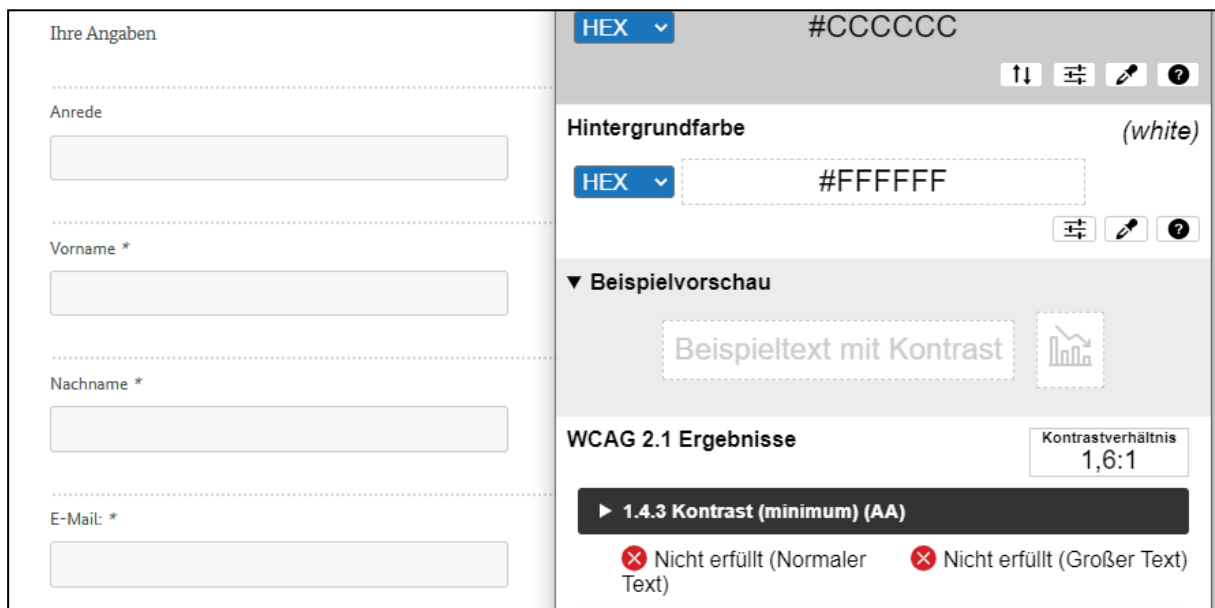 Ihre Angaben
Anrede
Vorname *
Nachname *
E-Mail: *
HEX
#CCCCCC
Hintergrundfarbe
(white)
HEX
#FFFFFF
▼ Beispielvorschau
Beispieltext mit Kontrast
WCAG 2.1 Ergebnisse
Kontrastverhältnis
1,6:1
► 1.4.3 Kontrast (minimum) (AA)
Nicht erfüllt (Normaler
Text)
Nicht erfüllt (Großer Text)